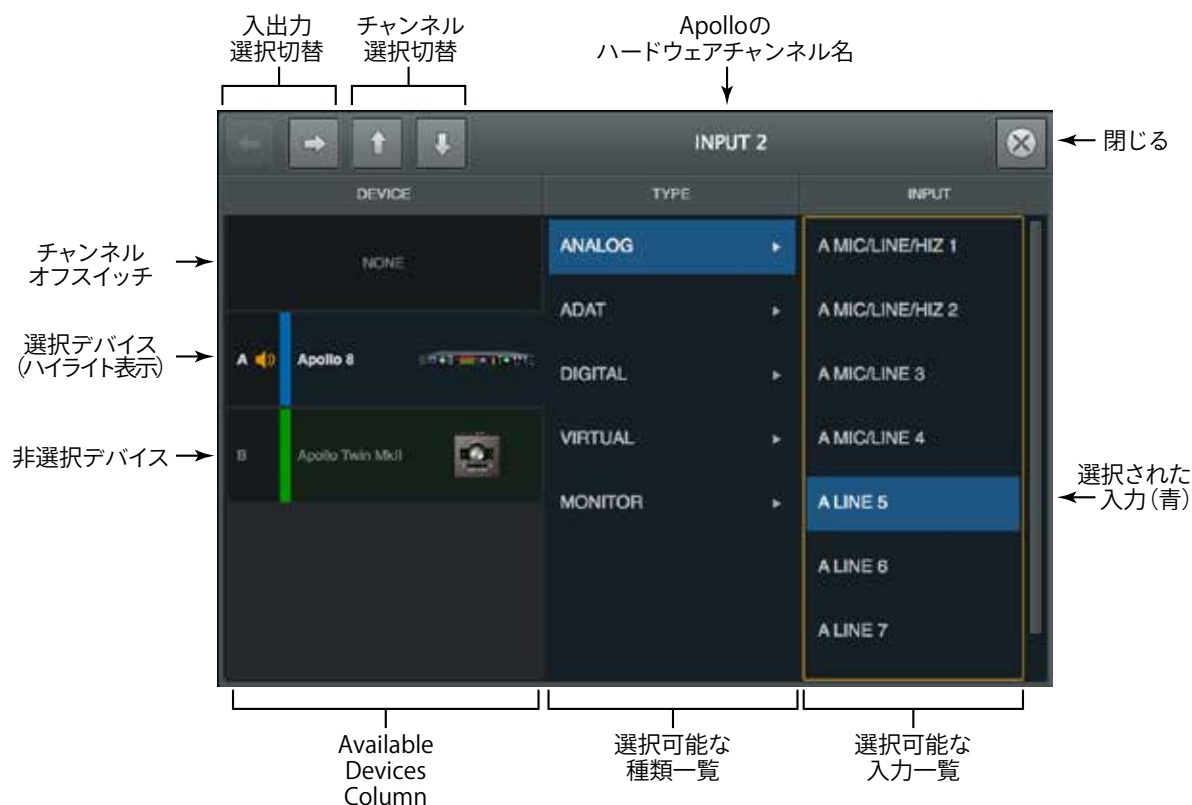 入出力
選択切替
チャンネル
選択切替
Apolloの
ハードウェアチャンネル名
INPUT 2
閉じる
DEVICE
TYPE
INPUT
チャンネル
オフスイッチ
NONE
ANALOG
A MIC/LINE/HIZ 1
ADAT
A MIC/LINE/HIZ 2
選択デバイス
(ハイライト表示)
A
Apollo 8
DIGITAL
A MIC/LINE 3
非選択デバイス
B
Apollo Twin MkII
VIRTUAL
A MIC/LINE 4
MONITOR
A LINE 5
選択された
入力(青)
A LINE 6
A LINE 7
Available
Devices
Column
選択可能な
種類一覧
選択可能な
入力一覧